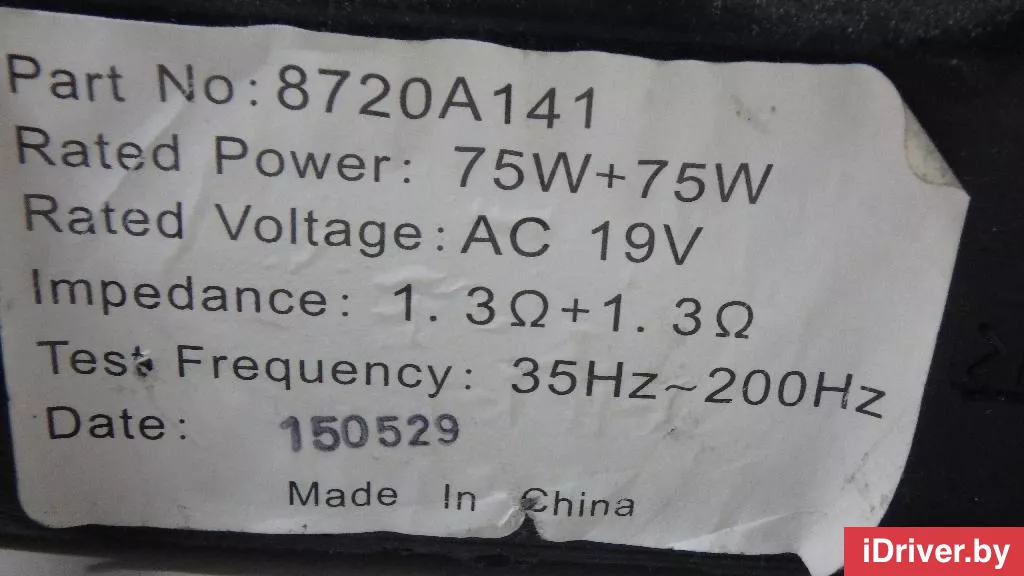 Part No: 8720A141
Rated Power: 75W+75W
Rated Voltage: AC 19V
Impedance: 1. 3Ω+1. 3Ω
Test Frequency: 35Hz~200Hz
Date: 150529
Made In China
iDriver.by